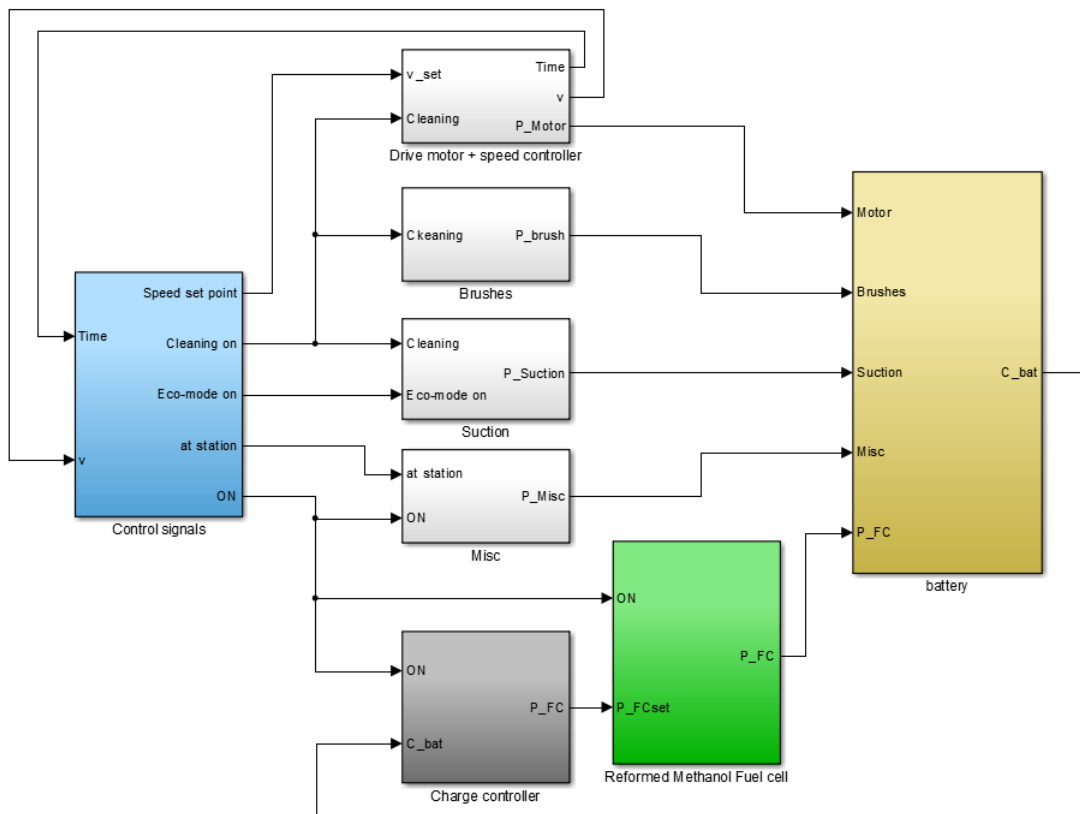 v_set
Time
v
Cleaning
P_Motor
Drive motor + speed controller
Ckeaning
P_brush
Brushes
Speed set point
Time
Cleaning on
Eco-mode on
at station
v
ON
Control signals
Cleaning
P_Suction
Eco-mode on
Suction
at station
P_Misc
ON
Misc
Motor
Brushes
Suction
C_bat
Misc
P_FC
battery
ON
P_FC
P_FCset
Reformed Methanol Fuel cell
ON
P_FC
C_bat
Charge controller